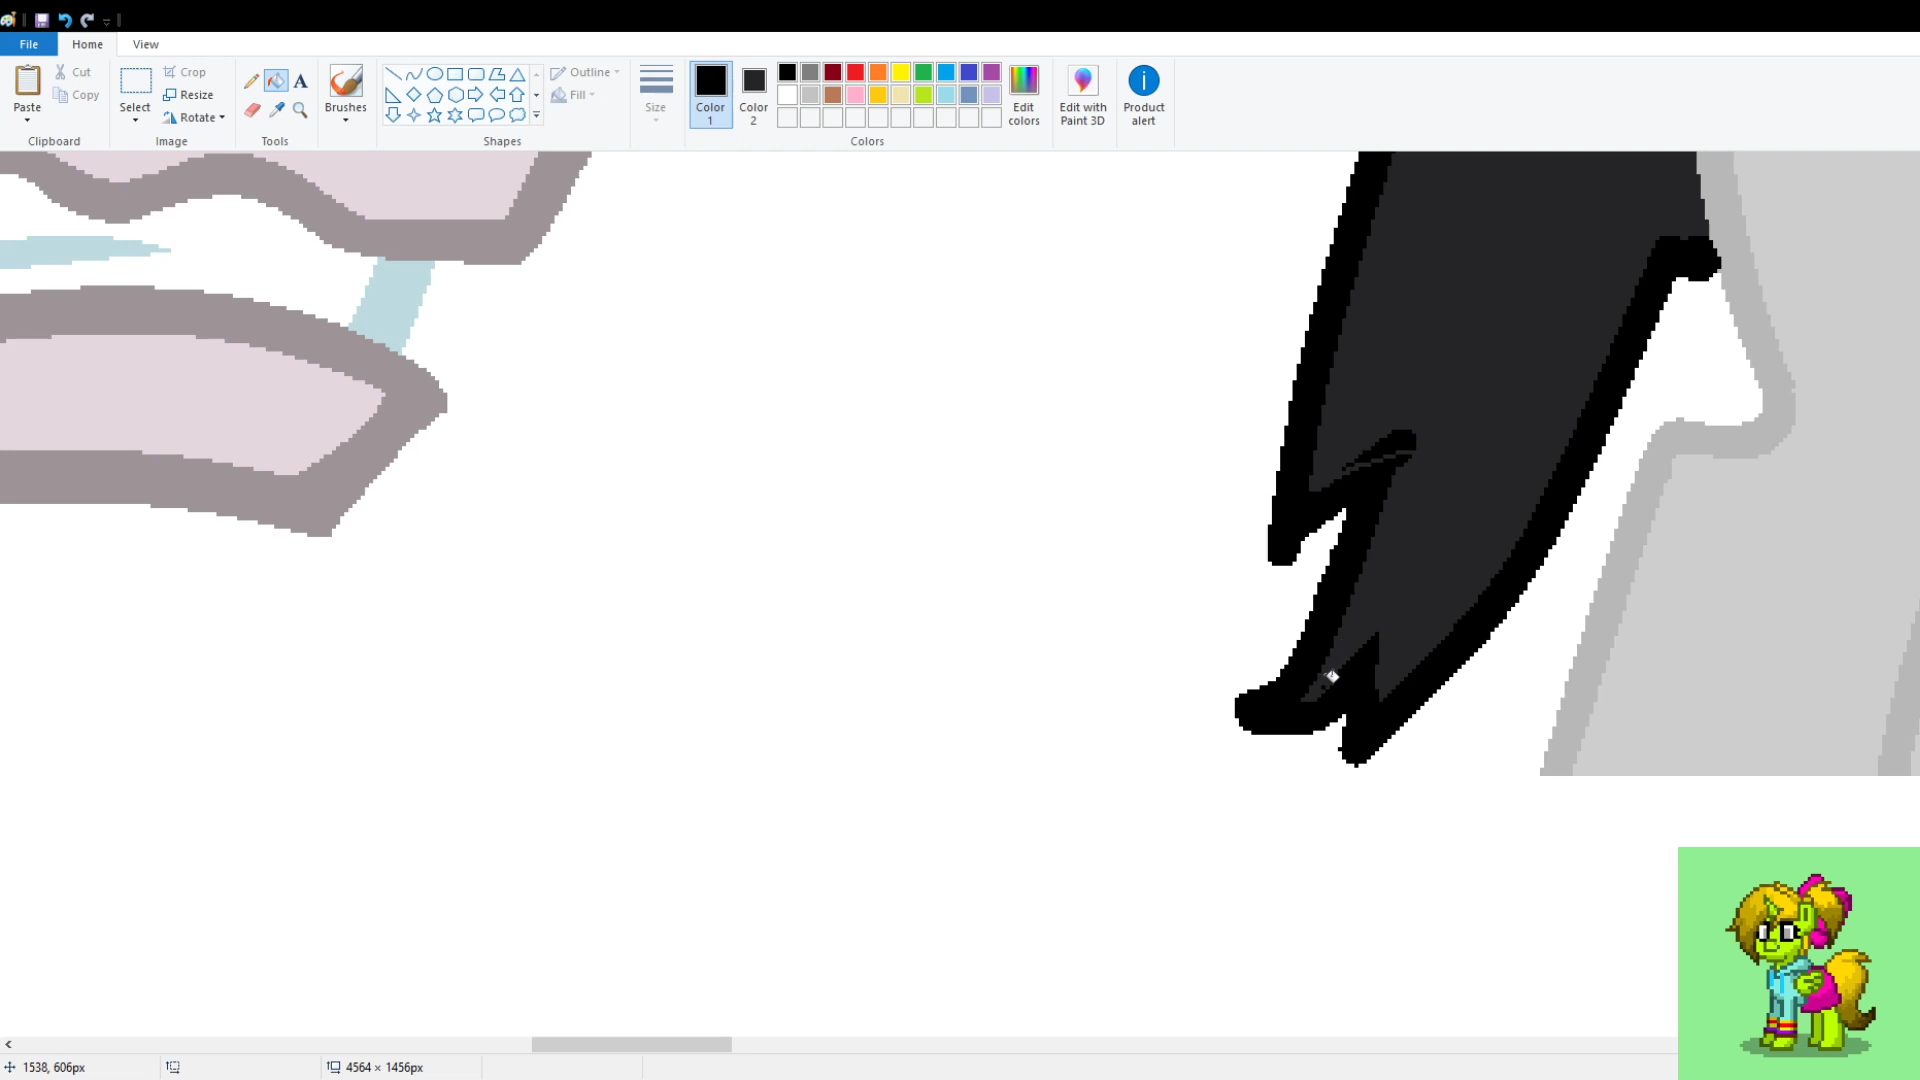 File Home View
Paste
Cut
Copy
Clipboard
Select
Crop
Resize
Rotate
Image
A
Tools
Brushes
Shapes
Outline
Fill
Size
Color
1
Color
2
Edit
colors
Colors
Edit with
Paint 3D
Product
alert
1538, 606px
4564 × 1456px